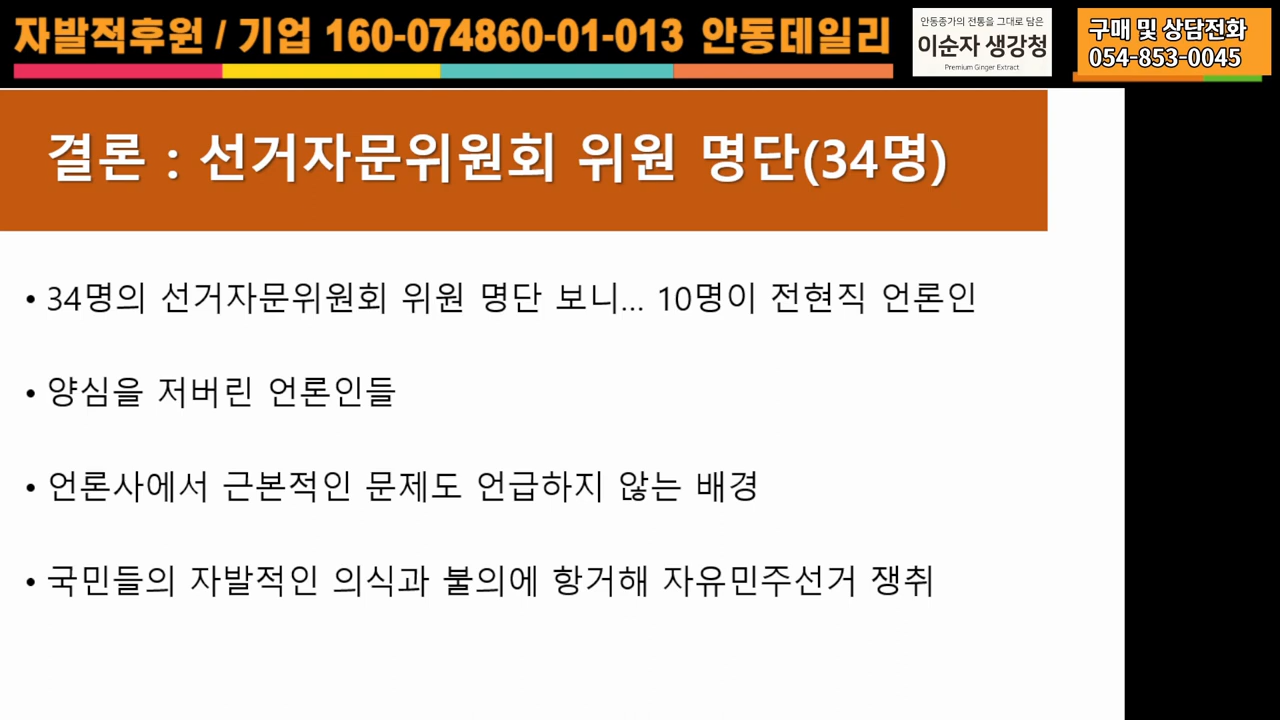 자발적후원 / 기업 160-074860-01-013 안동데일리
안동종가의 전통을 그대로 담은
이순자 생강청
Premium Ginger Extract
구매 및 상담전화
054-853-0045
결론 : 선거자문위원회 위원 명단(34명)
• 34명의 선거자문위원회 위원 명단 보니... 10명이 전현직 언론인
• 양심을 저버린 언론인들
• 언론사에서 근본적인 문제도 언급하지 않는 배경
• 국민들의 자발적인 의식과 불의에 항거해 자유민주선거 쟁취